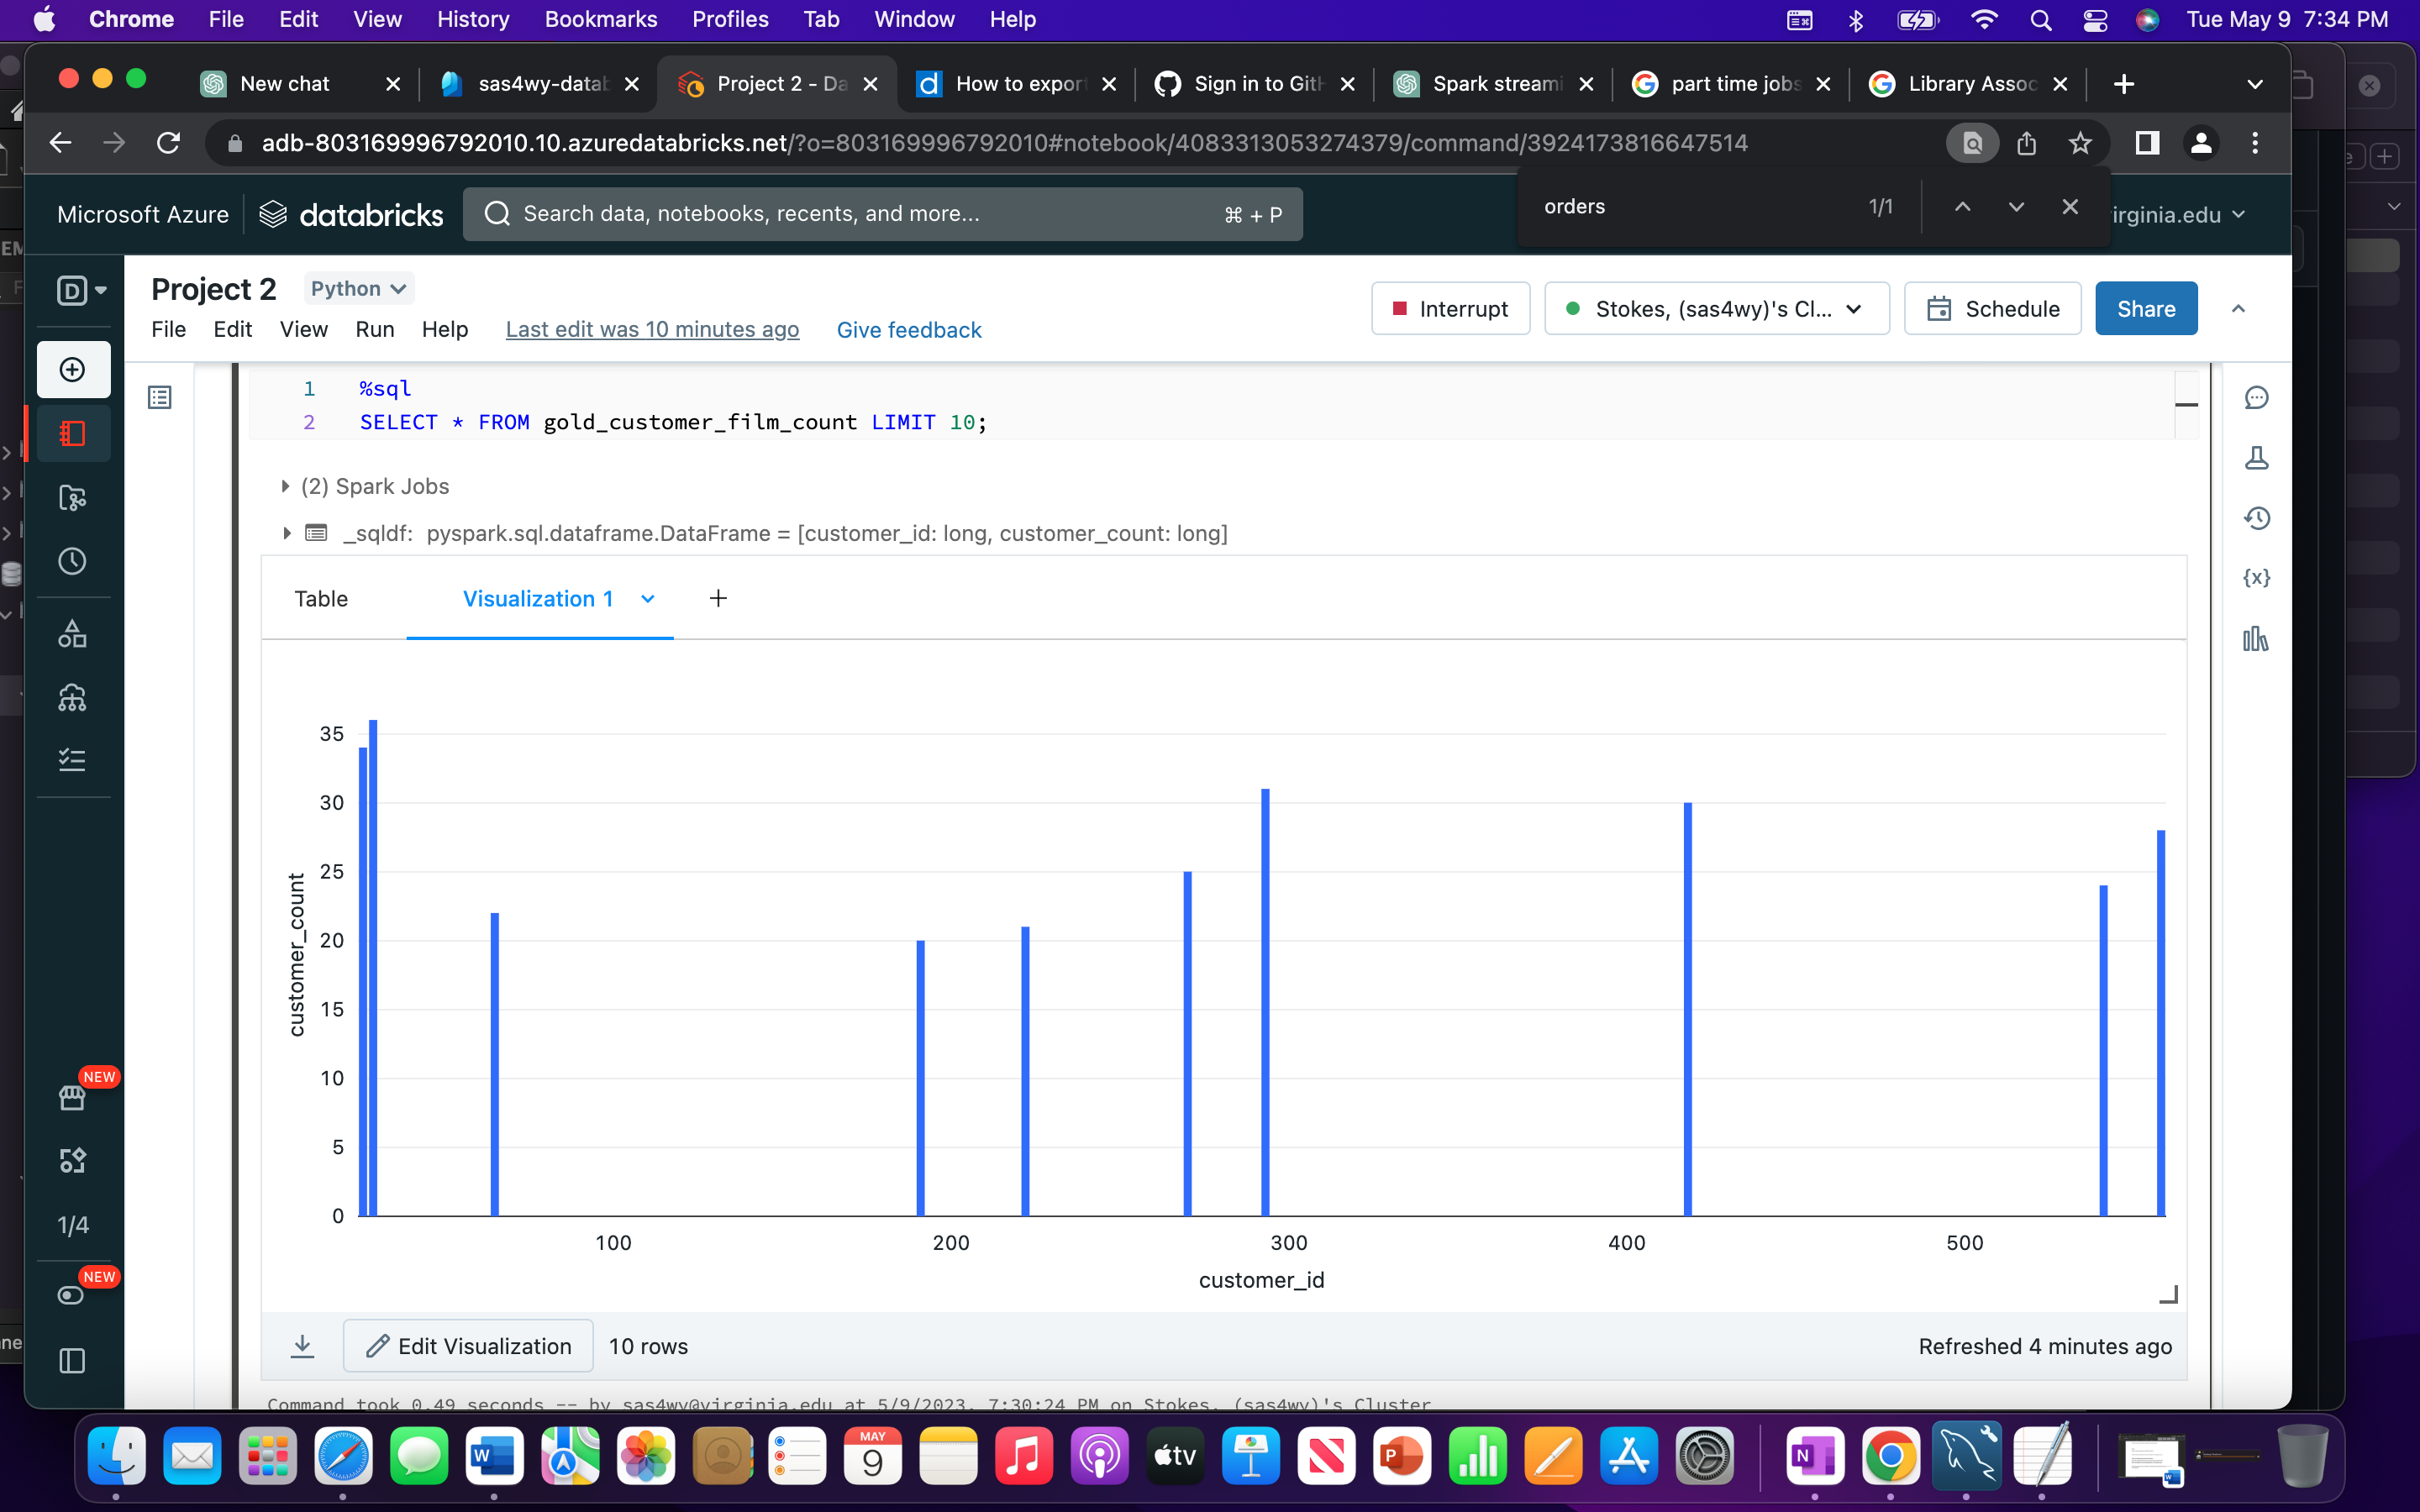 Chrome File Edit View History Bookmarks Profiles Tab Window Help Tue May 9 7:34 PM
New chat sas4wy-datab Project 2 - Da How to export Sign in to GitH Spark streami part time jobs Library Assoc
adb-803169996792010.10.azuredatabricks.net/?o=803169996792010#notebook/4083313053274379/command/3924173816647514
Microsoft Azure databricks Search data, notebooks, recents, and more... ⌘ + P orders 1/1 irginia.edu
Project 2 Python
Interrupt Stokes, (sas4wy)'s Cl... Schedule Share
File Edit View Run Help Last edit was 10 minutes ago Give feedback
1 %sql
2 SELECT * FROM gold_customer_film_count LIMIT 10;
(2) Spark Jobs
_sqldf: pyspark.sql.dataframe.DataFrame = [customer_id: long, customer_count: long]
Table Visualization 1 +
35
30
25
20
15
10
5
0
customer_count
100 200 300 400 500
customer_id
NEW
1/4
NEW
Edit Visualization 10 rows Refreshed 4 minutes ago
Command took 0.49 seconds -- by sas4wy@virginia.edu at 5/9/2023, 7:30:24 PM on Stokes, (sas4wy)'s Cluster
MAY
9
tv